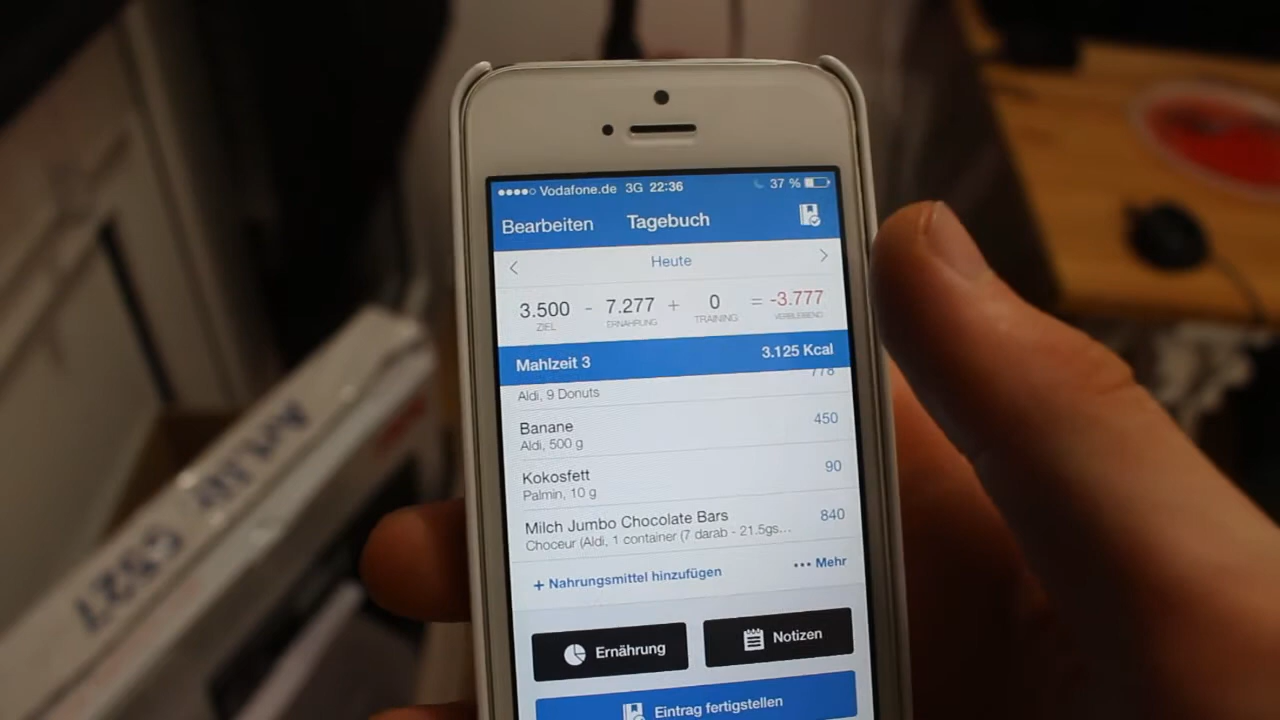 ●●●●○ Vodafone.de 3G 22:36 37 %
Bearbeiten Tagebuch
Heute
3.500 - 7.277 + 0 = -3.777
ZIEL ERNÄHRUNG TRAINING VERBLEIBEND
Mahlzeit 3 3.125 Kcal
778
Aldi, 9 Donuts
Banane 450
Aldi, 500 g
Kokosfett 90
Palmin, 10 g
Milch Jumbo Chocolate Bars 840
Choceur (Aldi, 1 container (7 darab - 21.5gs...
+ Nahrungsmittel hinzufügen ••• Mehr
Ernährung Notizen
Eintrag fertigstellen